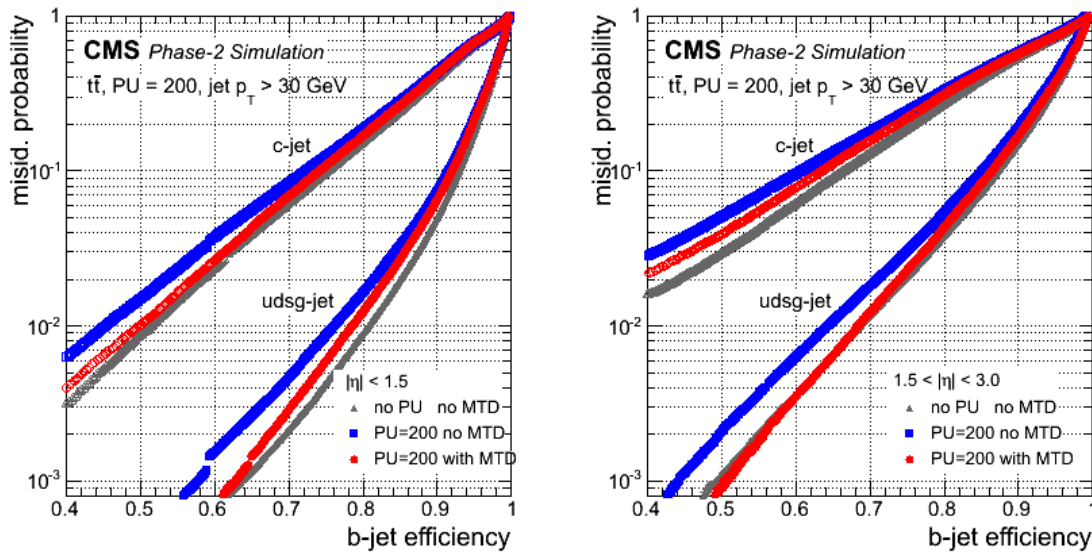 CMS Phase-2 Simulation
tt̄, PU = 200, jet p_T > 30 GeV
c-jet
udsg-jet
|η| < 1.5
no PU no MTD
PU=200 no MTD
PU=200 with MTD
misid. probability
1
10⁻¹
10⁻²
10⁻³
0.4 0.5 0.6 0.7 0.8 0.9 1
b-jet efficiency
CMS Phase-2 Simulation
tt̄, PU = 200, jet p_T > 30 GeV
c-jet
udsg-jet
1.5 < |η| < 3.0
no PU no MTD
PU=200 no MTD
PU=200 with MTD
misid. probability
1
10⁻¹
10⁻²
10⁻³
0.4 0.5 0.6 0.7 0.8 0.9
b-jet efficiency